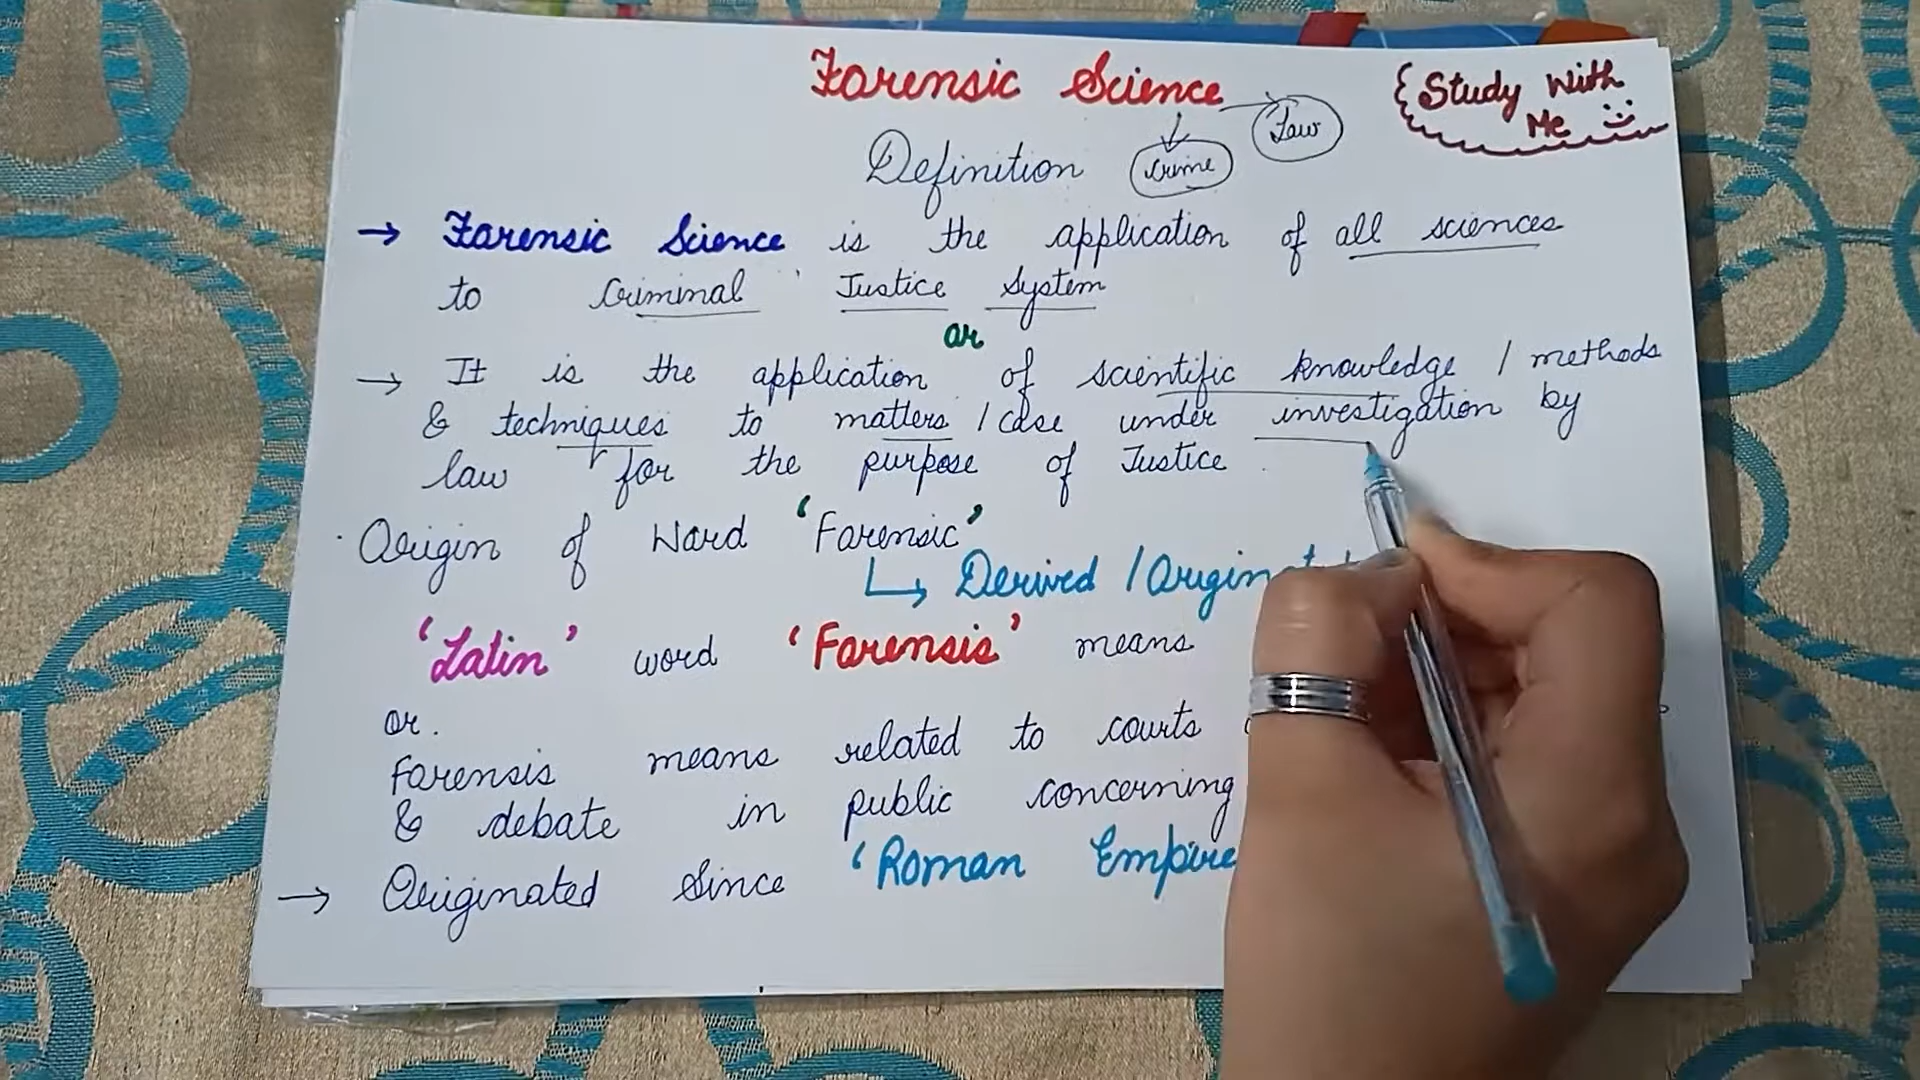 Forensic Science
Study With
Me
Law
Definition
Crime
→ Forensic Science is the application of all sciences
to Criminal Justice System
or
→ It is the application of scientific knowledge / methods
& techniques to matters / case under investigation by
law for the purpose of Justice
Origin of Word 'Forensic'
Derived / Originat
'Latin' word 'Forensis' means
or.
Forensis means related to courts
& debate in public concerning
→ Originated Since 'Roman Empire